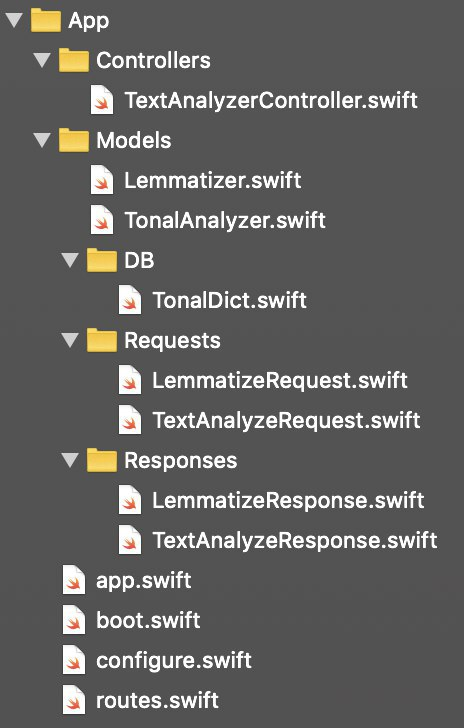 App
Controllers
TextAnalyzerController.swift
Models
Lemmatizer.swift
TonalAnalyzer.swift
DB
TonalDict.swift
Requests
LemmatizeRequest.swift
TextAnalyzeRequest.swift
Responses
LemmatizeResponse.swift
TextAnalyzeResponse.swift
app.swift
boot.swift
configure.swift
routes.swift